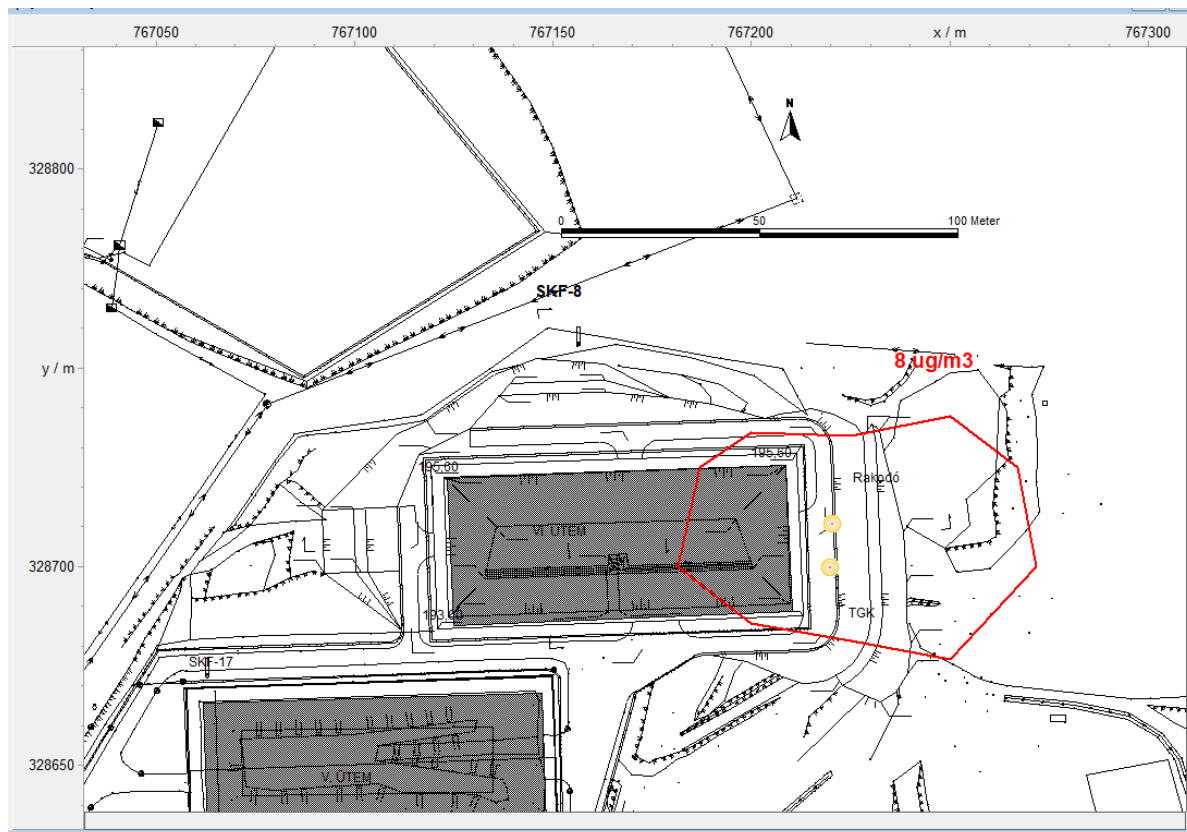 767050 767100 767150 767200 x / m 767300
N
328800
0 50 100 Meter
SKF-8
y / m
8 ug/m3
195,60 195,60
Rakodó
VI. ÜTEM
328700
193,60 TGK
SKF-17
328650
V. ÜTEM